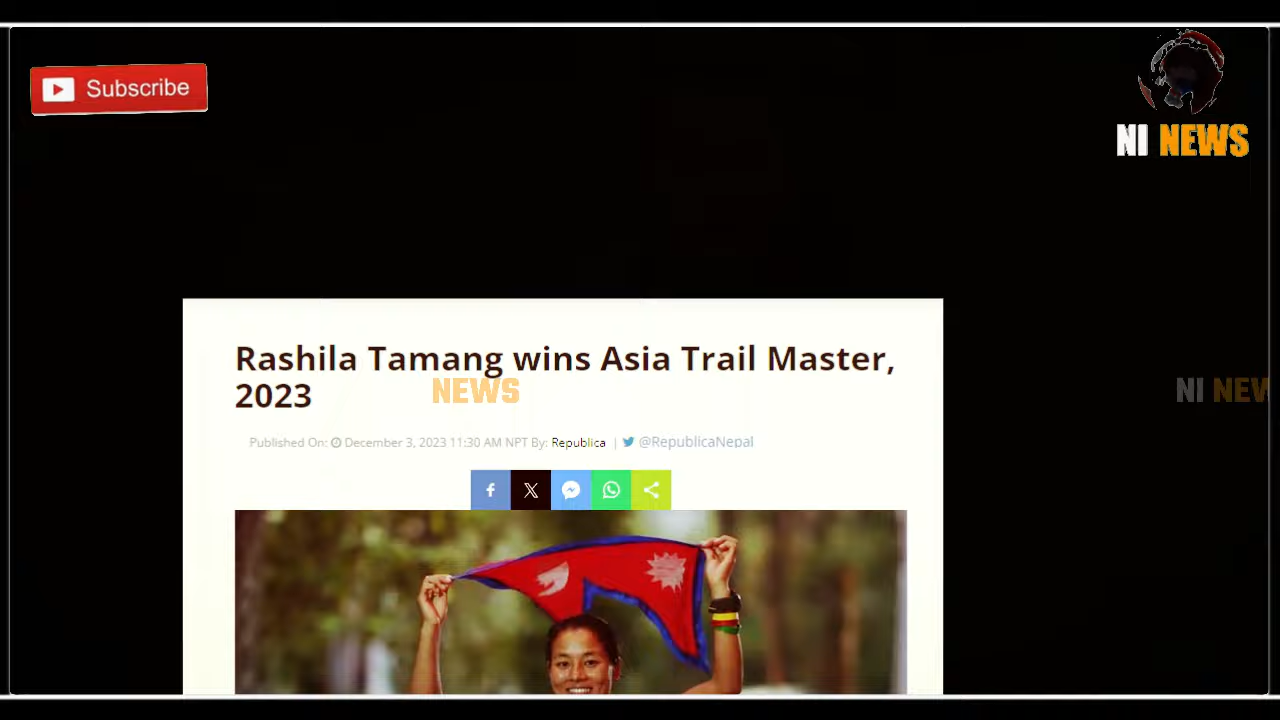 Subscribe
NI NEWS
Rashila Tamang wins Asia Trail Master,
2023
NEWS
NI NEW
Published On: December 3, 2023 11:30 AM NPT By: Republica | @RepublicaNepal